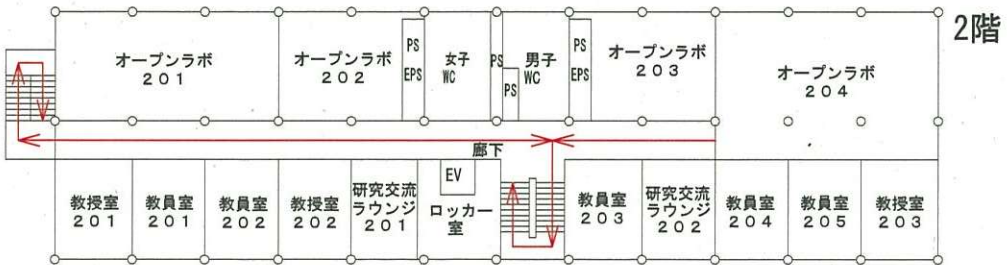 2階
オープンラボ
201
オープンラボ
202
PS
EPS
女子
WC
PS
PS
男子
WC
PS
EPS
オープンラボ
203
オープンラボ
204
廊下
教授室
201
教員室
201
教員室
202
教授室
202
研究交流
ラウンジ
201
EV
ロッカー
室
教員室
203
研究交流
ラウンジ
202
教員室
204
教員室
205
教授室
203